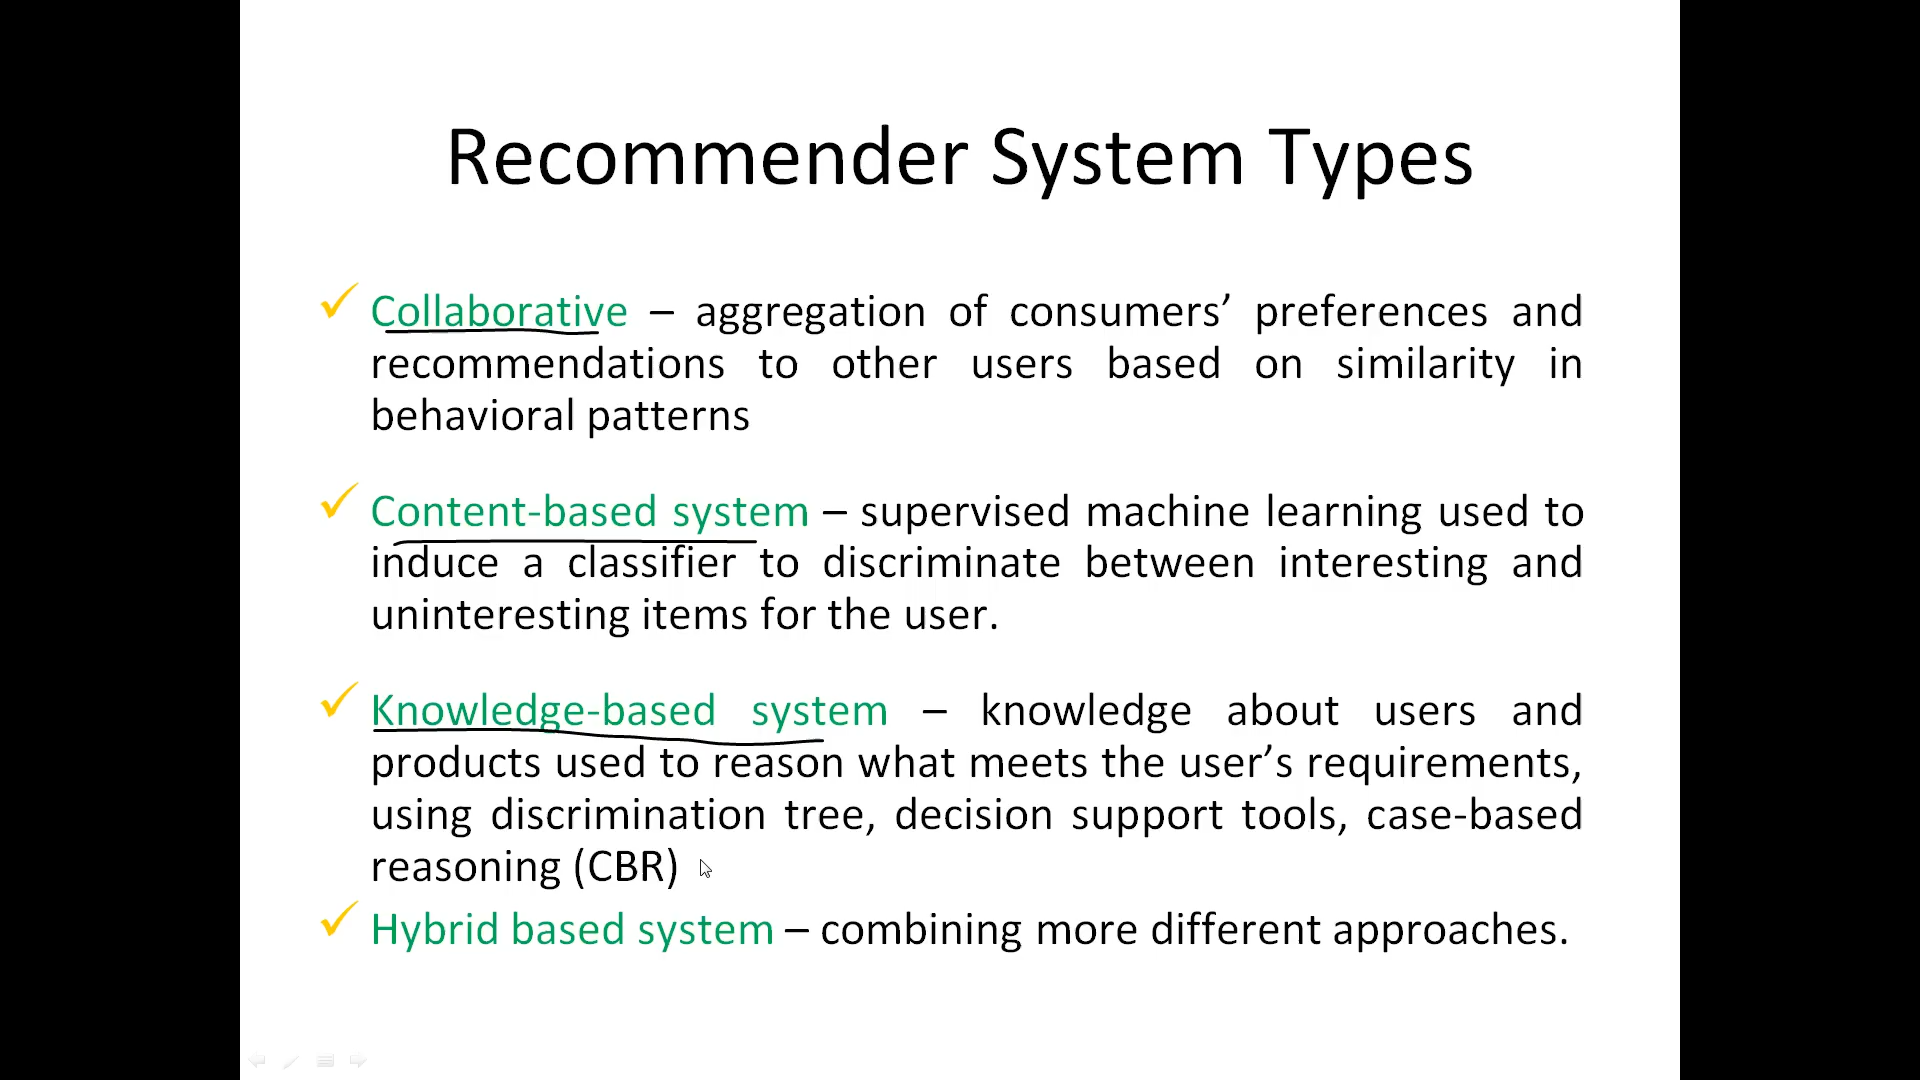 Recommender System Types
Collaborative – aggregation of consumers’ preferences and
recommendations to other users based on similarity in
behavioral patterns
Content-based system – supervised machine learning used to
induce a classifier to discriminate between interesting and
uninteresting items for the user.
Knowledge-based system – knowledge about users and
products used to reason what meets the user’s requirements,
using discrimination tree, decision support tools, case-based
reasoning (CBR)
Hybrid based system – combining more different approaches.